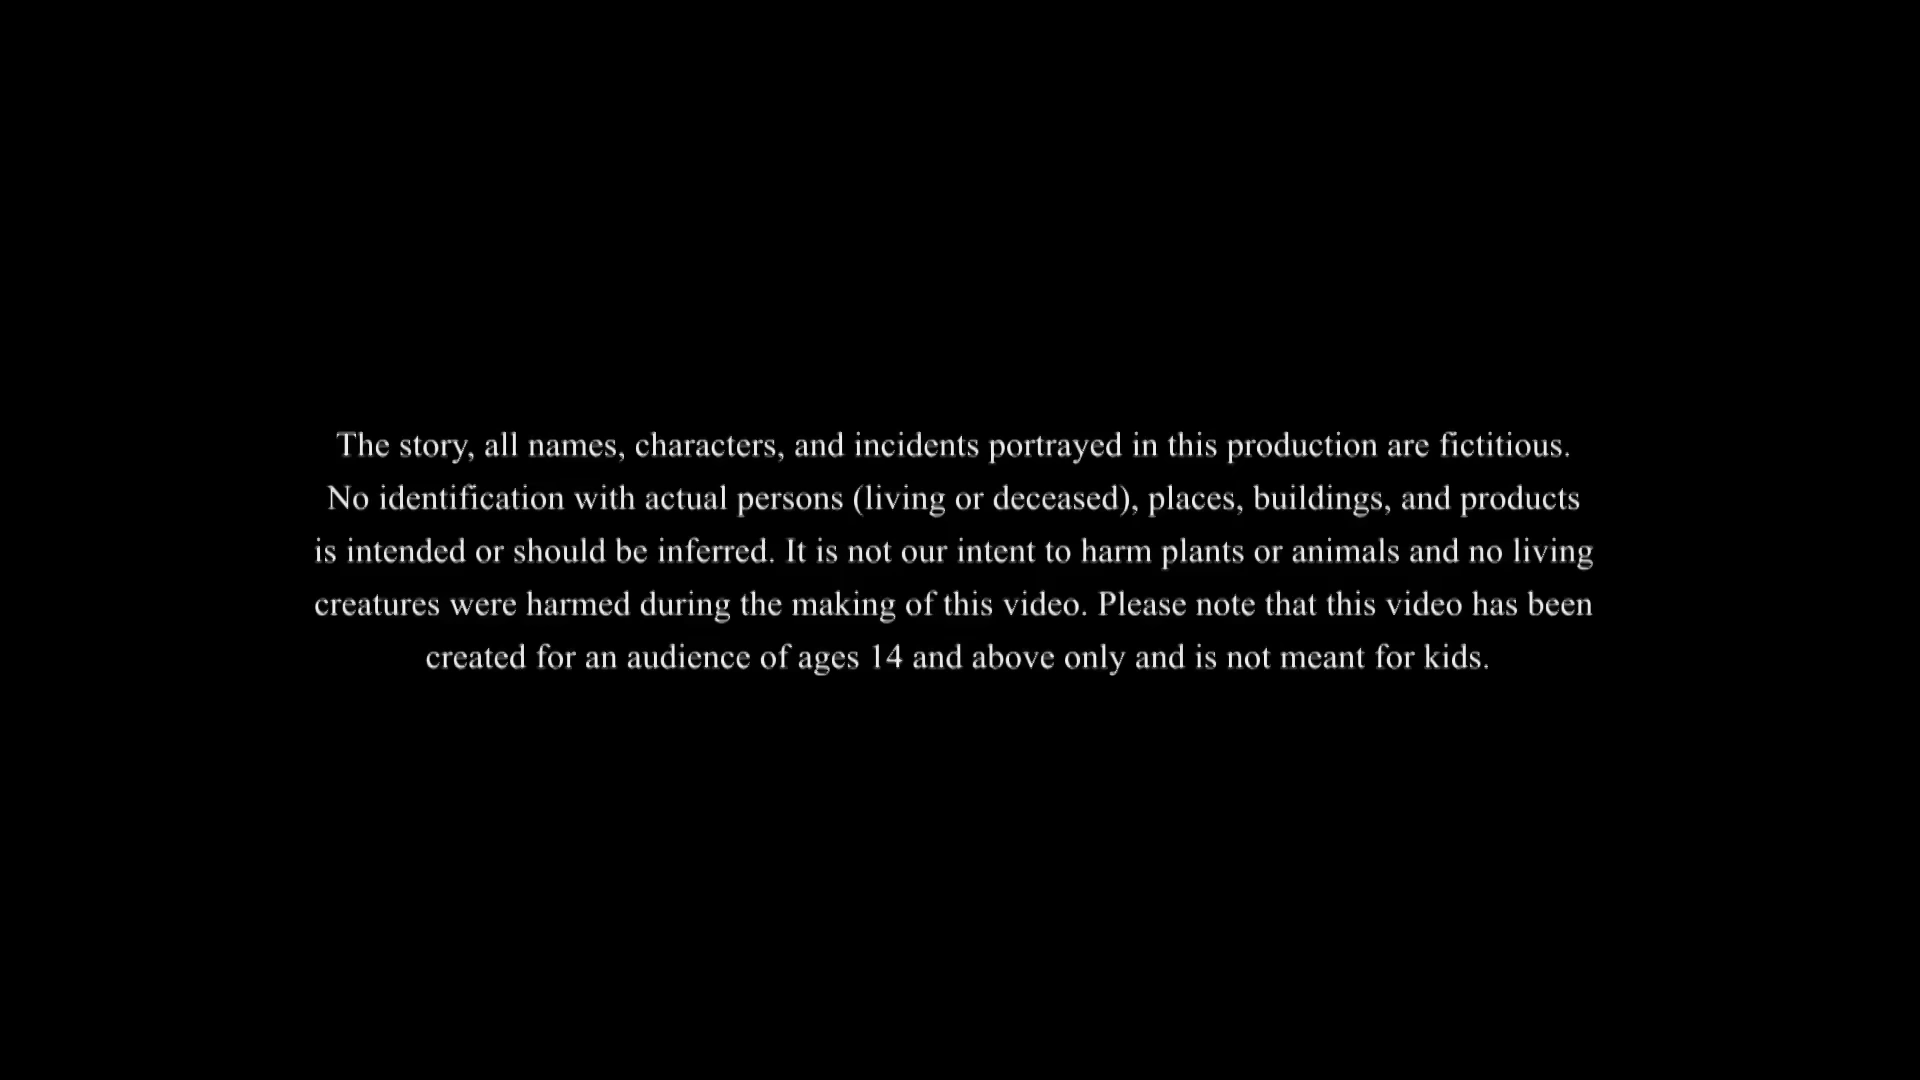 The story, all names, characters, and incidents portrayed in this production are fictitious.
No identification with actual persons (living or deceased), places, buildings, and products
is intended or should be inferred. It is not our intent to harm plants or animals and no living
creatures were harmed during the making of this video. Please note that this video has been
created for an audience of ages 14 and above only and is not meant for kids.